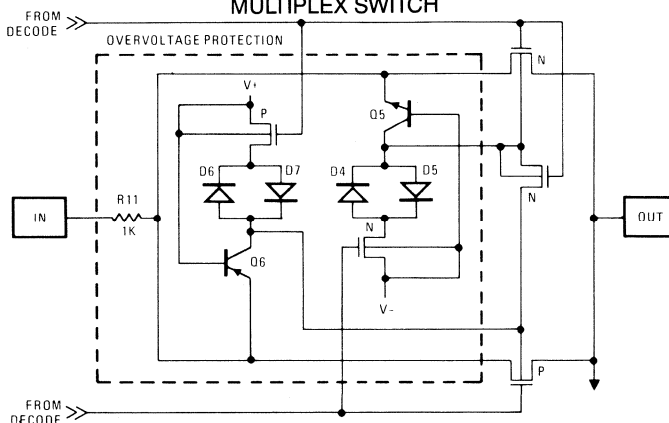 MULTIPLEX SWITCH
FROM
DECODE
OVERVOLTAGE PROTECTION
V+
P
N
Q5
D6
D7
D4
D5
N
R11
1K
IN
OUT
N
Q6
V-
P
FROM
DECODE